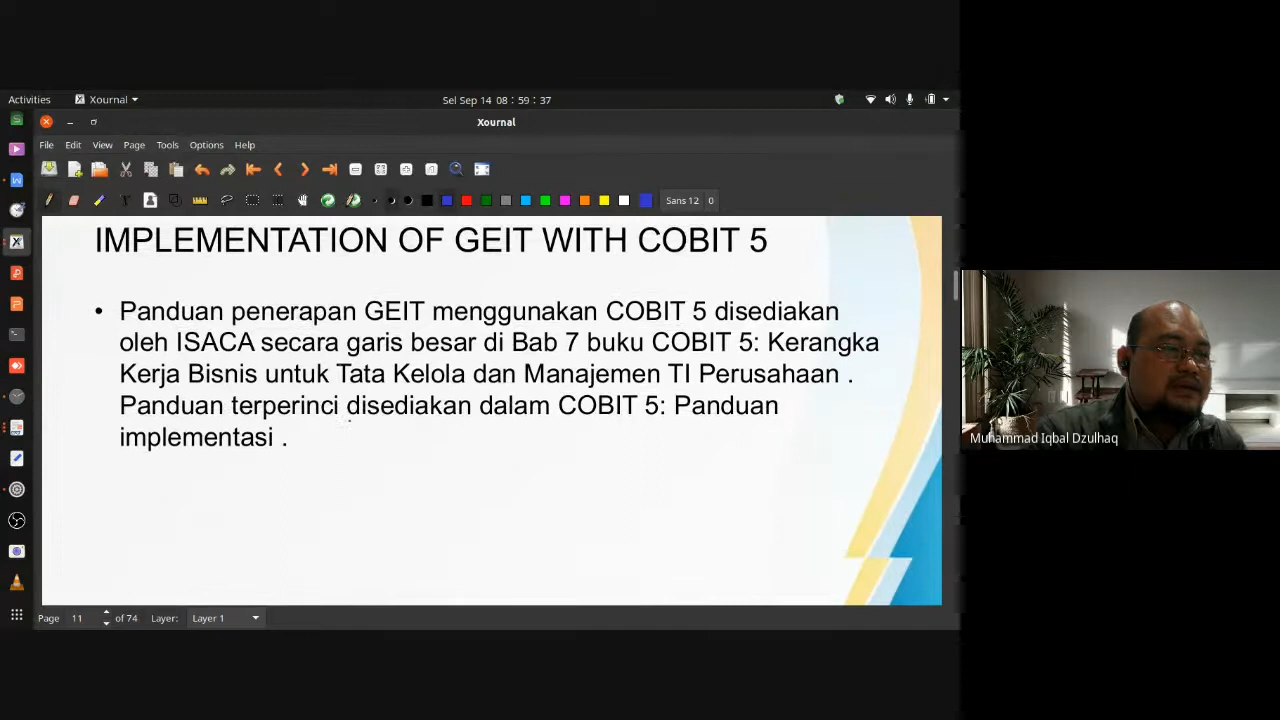 Activities
Xournal
Sel Sep 14 08 : 59 : 37
Xournal
File Edit View Page Tools Options Help
Sans 12 0
IMPLEMENTATION OF GEIT WITH COBIT 5
• Panduan penerapan GEIT menggunakan COBIT 5 disediakan
oleh ISACA secara garis besar di Bab 7 buku COBIT 5: Kerangka
Kerja Bisnis untuk Tata Kelola dan Manajemen TI Perusahaan .
Panduan terperinci disediakan dalam COBIT 5: Panduan
implementasi .
Muhammad Iqbal Dzulhaq
Page 11 of 74 Layer: Layer 1